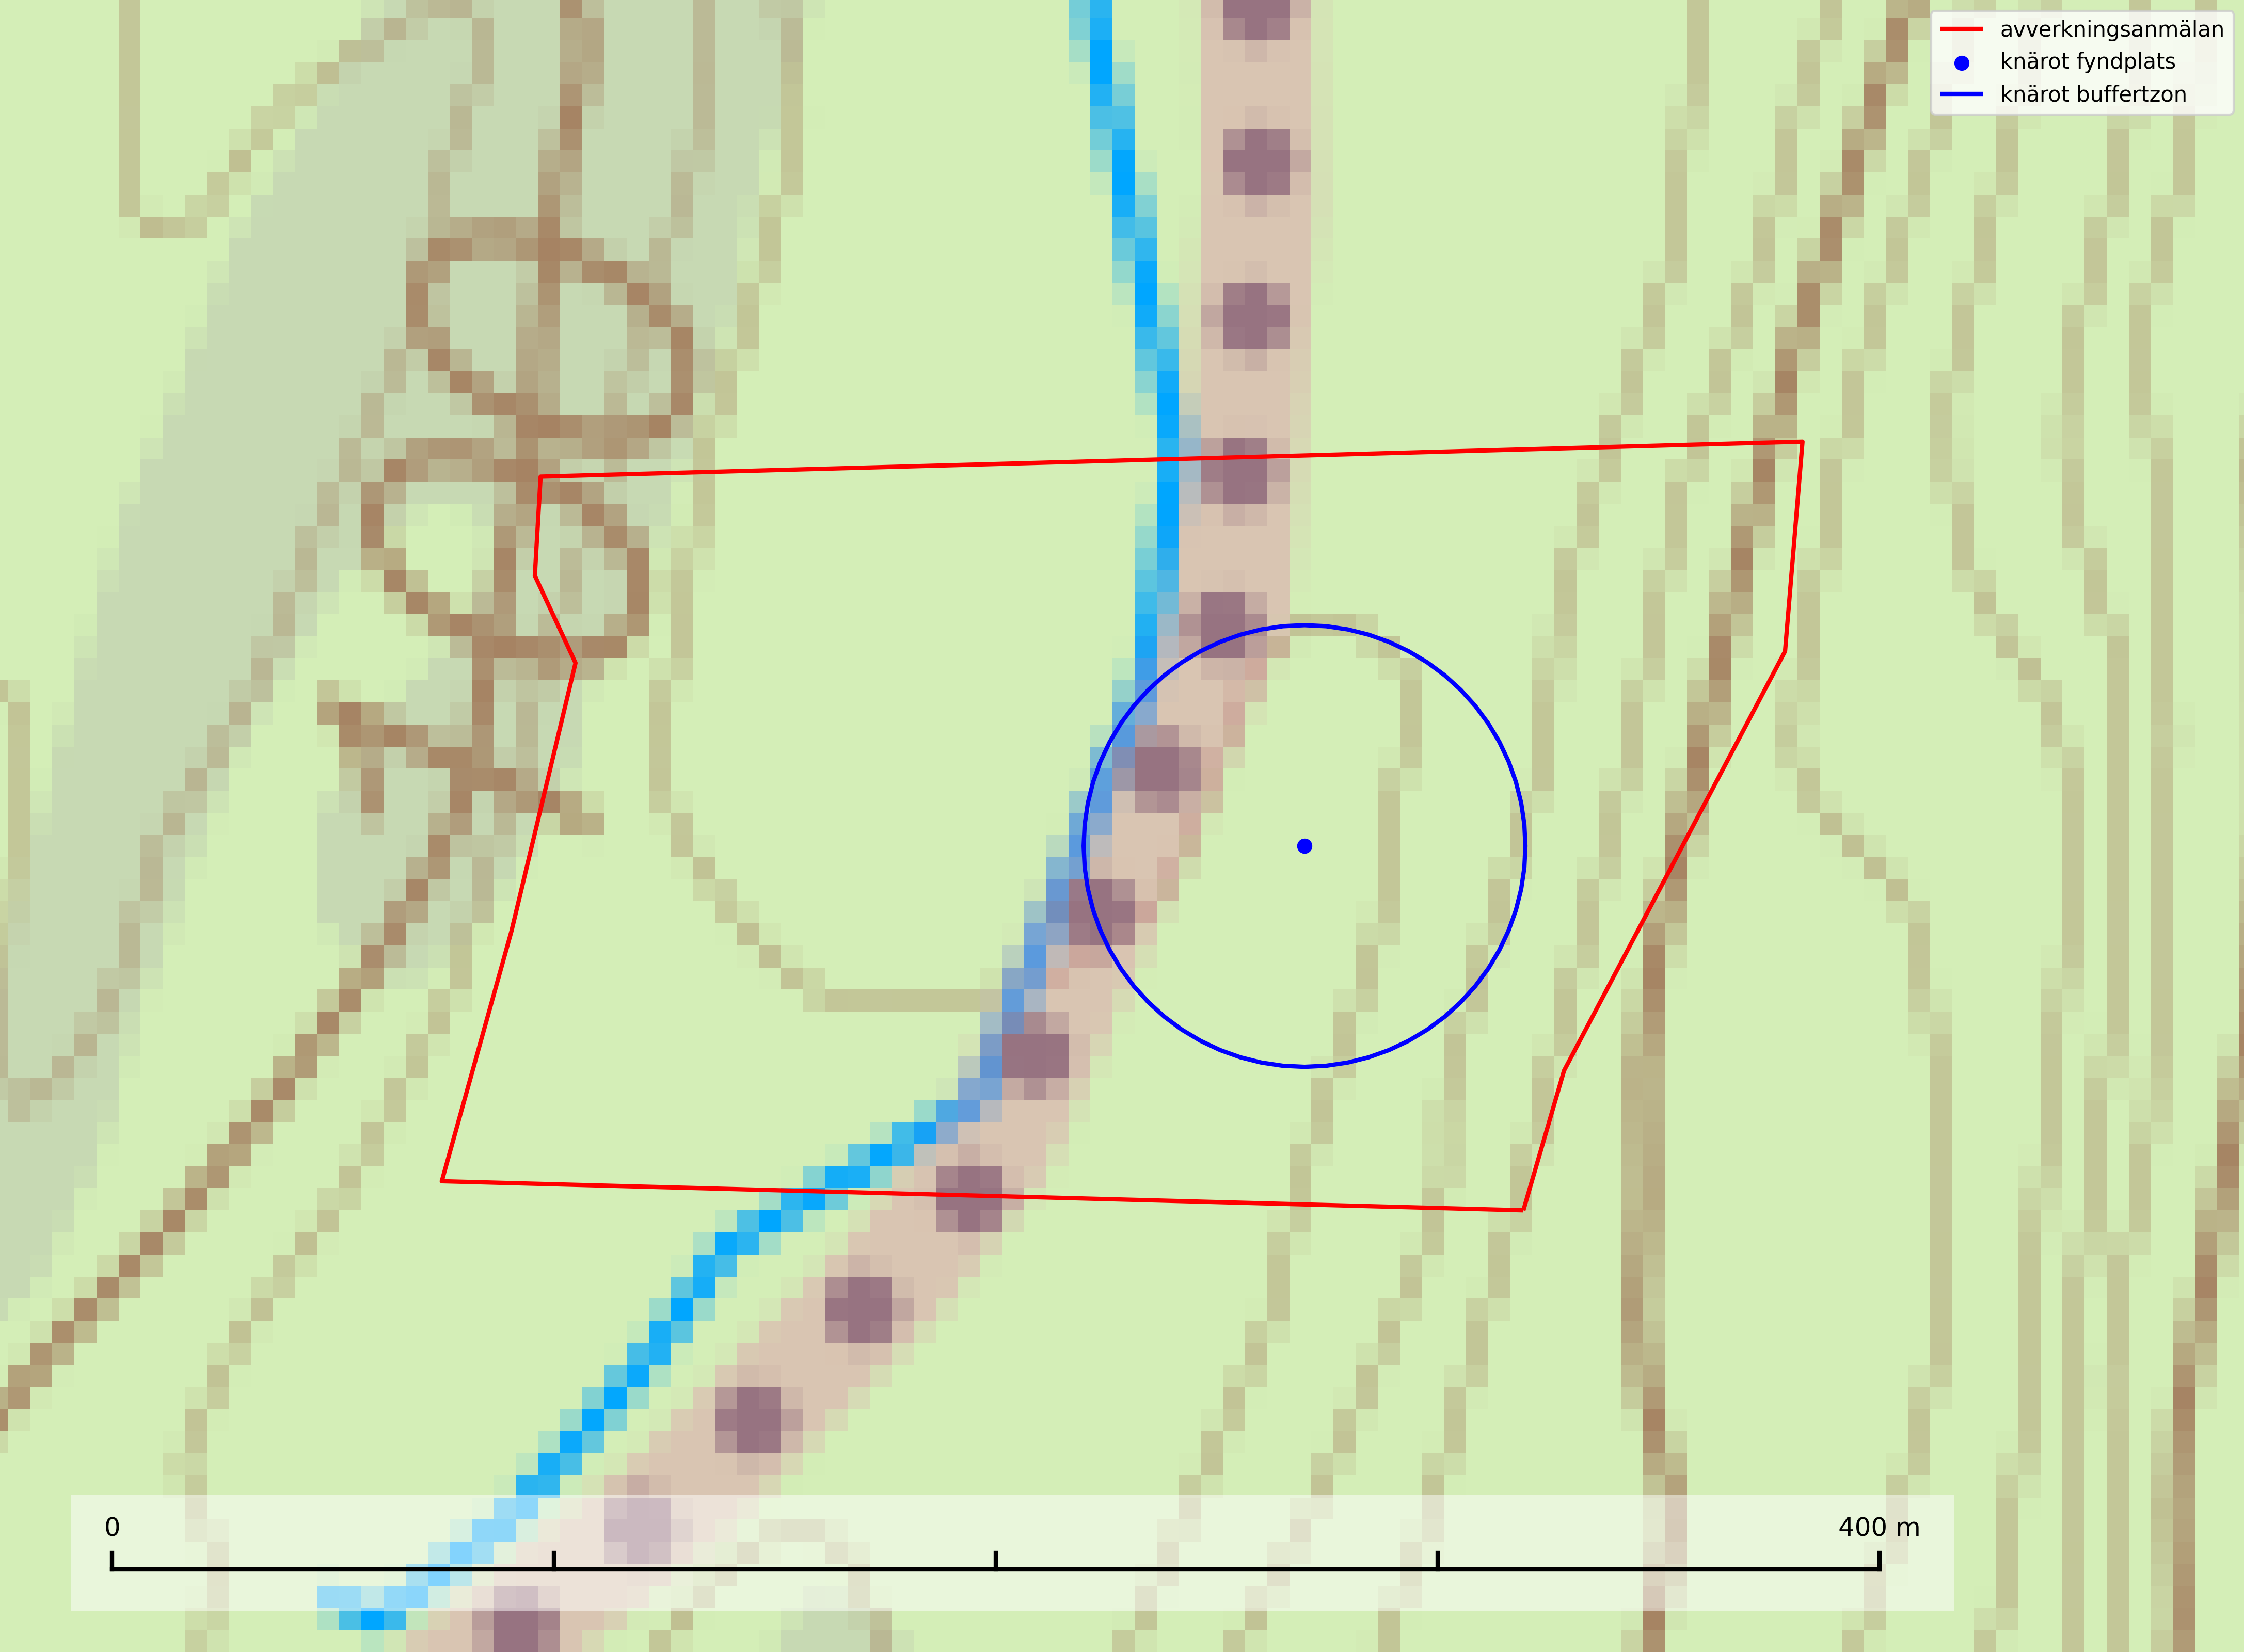 avverkningsanmälan
knärot fyndplats
knärot buffertzon
0
400 m